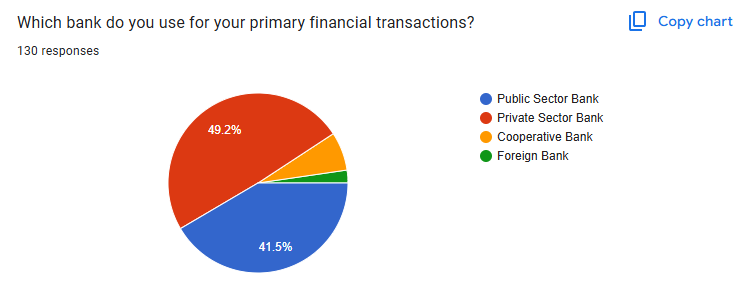 Which bank do you use for your primary financial transactions?
Copy chart
130 responses
Public Sector Bank
Private Sector Bank
Cooperative Bank
Foreign Bank
49.2%
41.5%